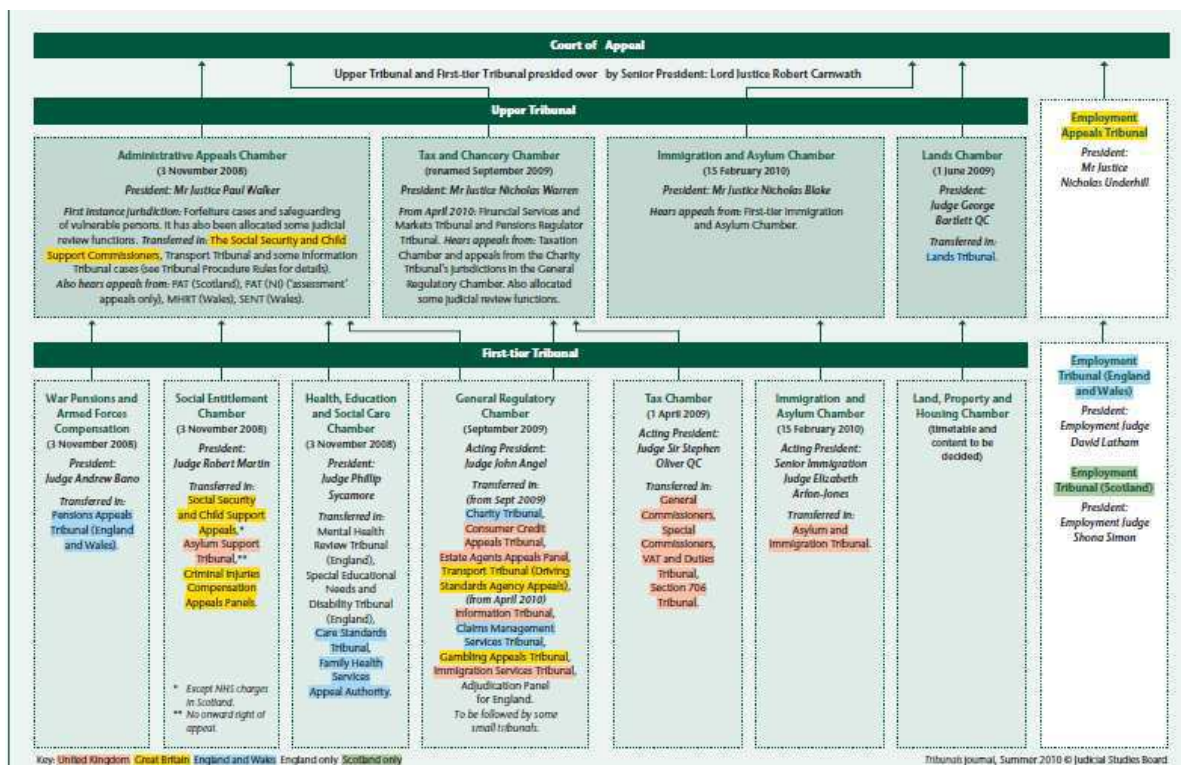 Court of Appeal
Upper Tribunal and First-tier Tribunal presided over by Senior President: Lord Justice Robert Carnwath
Upper Tribunal
Administrative Appeals Chamber
(3 November 2008)
President: Mr Justice Paul Walker
First instance jurisdiction: Forfeiture cases and safeguarding
of vulnerable persons. It has also been allocated some judicial
review functions. Transferred in: The Social Security and Child
Support Commissioners, Transport Tribunal and some Information
Tribunal cases (see Tribunal Procedure Rules for details).
Also hears appeals from: PAT (Scotland), PAT (NI) ('assessment'
appeals only), MHRT (Wales), SENT (Wales).
Tax and Chancery Chamber
(renamed September 2009)
President: Mr Justice Nicholas Warren
From April 2010: Financial Services and
Markets Tribunal and Pensions Regulator
Tribunal. Hears appeals from: Taxation
Chamber and appeals from the Charity
Tribunal's jurisdictions in the General
Regulatory Chamber. Also allocated
some judicial review functions.
Immigration and Asylum Chamber
(15 February 2010)
President: Mr Justice Nicholas Blake
Hears appeals from: First-tier Immigration
and Asylum Chamber.
Lands Chamber
(1 June 2009)
President:
Judge George
Bartlett QC
Transferred in:
Lands Tribunal.
Employment
Appeals Tribunal
President:
Mr Justice
Nicholas Underhill
First-tier Tribunal
War Pensions and
Armed Forces
Compensation
(3 November 2008)
President:
Judge Andrew Bano
Transferred in:
Pensions Appeals
Tribunal (England
and Wales).
Social Entitlement
Chamber
(3 November 2008)
President:
Judge Robert Martin
Transferred in:
Social Security
and Child Support
Appeals,*
Asylum Support
Tribunal,**
Criminal Injuries
Compensation
Appeals Panels.
* Except NHS charges
in Scotland.
** No onward right of
appeal.
Health, Education
and Social Care
Chamber
(3 November 2008)
President:
Judge Phillip
Sycamore
Transferred in:
Mental Health
Review Tribunal
(England),
Special Educational
Needs and
Disability Tribunal
(England),
Care Standards
Tribunal,
Family Health
Services
Appeal Authority.
General Regulatory
Chamber
(September 2009)
Acting President:
Judge John Angel
Transferred in:
(from Sept 2009)
Charity Tribunal,
Consumer Credit
Appeals Tribunal,
Estate Agents Appeals Panel,
Transport Tribunal (Driving
Standards Agency Appeals),
(from April 2010)
Information Tribunal,
Claims Management
Services Tribunal,
Gambling Appeals Tribunal,
Immigration Services Tribunal,
Adjudication Panel
for England.
To be followed by some
small tribunals.
Tax Chamber
(1 April 2009)
Acting President:
Judge Sir Stephen
Oliver QC
Transferred in:
General
Commissioners,
Special
Commissioners,
VAT and Duties
Tribunal,
Section 706
Tribunal.
Immigration and
Asylum Chamber
(15 February 2010)
Acting President:
Senior Immigration
Judge Elizabeth
Arfon-Jones
Transferred in:
Asylum and
Immigration Tribunal.
Land, Property and
Housing Chamber
(timetable and
content to be
decided)
Employment
Tribunal (England
and Wales)
President:
Employment Judge
David Latham
Employment
Tribunal (Scotland)
President:
Employment Judge
Shona Simon
Key: United Kingdom Great Britain England and Wales England only Scotland only
Tribunals journal, Summer 2010 © Judicial Studies Board